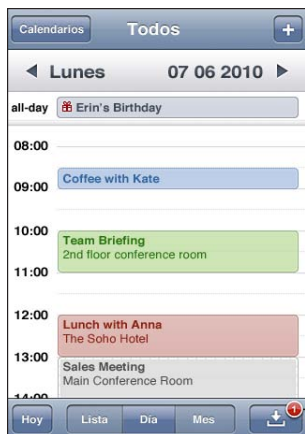 Calendarios Todos +
Lunes 07 06 2010
all-day Erin's Birthday
08:00
Coffee with Kate
09:00
10:00
Team Briefing
2nd floor conference room
11:00
12:00
Lunch with Anna
The Soho Hotel
13:00
Sales Meeting
Main Conference Room
14:00
Hoy Lista Día Mes 1